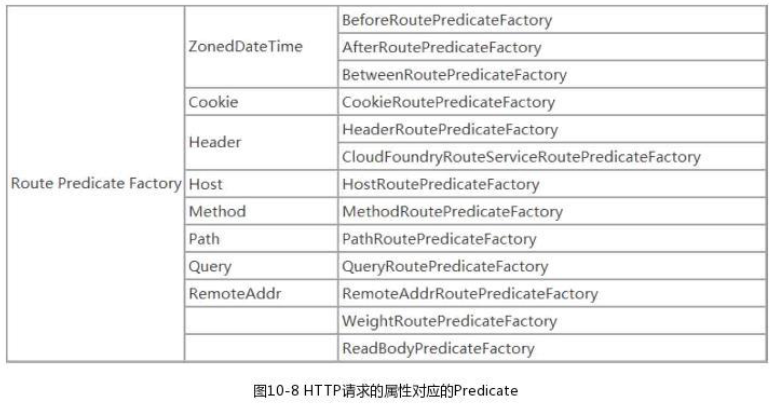 BeforeRoutePredicateFactory
ZonedDateTime
AfterRoutePredicateFactory
BetweenRoutePredicateFactory
Cookie
CookieRoutePredicateFactory
Header
HeaderRoutePredicateFactory
CloudFoundryRouteServiceRoutePredicateFactory
Route Predicate Factory
Host
HostRoutePredicateFactory
Method
MethodRoutePredicateFactory
Path
PathRoutePredicateFactory
Query
QueryRoutePredicateFactory
RemoteAddr
RemoteAddrRoutePredicateFactory
WeightRoutePredicateFactory
ReadBodyPredicateFactory
图10-8 HTTP请求的属性对应的Predicate